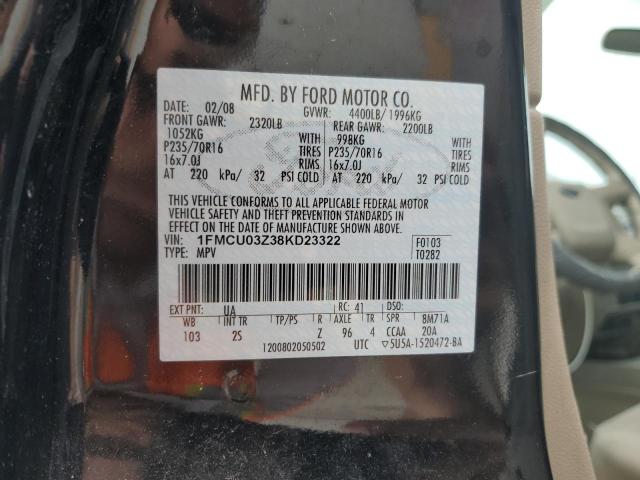 MFD. BY FORD MOTOR CO.
DATE: 02/08 GVWR: 4400LB/ 1996KG
FRONT GAWR: 2320LB REAR GAWR: 2200LB
1052KG WITH 998KG WITH
P235/70R16 TIRES P235/70R16 TIRES
16x7.0J RIMS 16x7.0J RIMS
AT 220 kPa/ 32 PSI COLD AT 220 kPa/ 32 PSI COLD
THIS VEHICLE CONFORMS TO ALL APPLICABLE FEDERAL MOTOR
VEHICLE SAFETY AND THEFT PREVENTION STANDARDS IN
EFFECT ON THE DATE OF MANUFACTURE SHOWN ABOVE.
VIN: 1FMCU03Z38KD23322 F0103
TYPE: MPV T0282
EXT PNT: UA RC: 41 DSO:
WB INT TR TP/PS R AXLE TR SPR 8M71A
103 2S Z 96 4 CCAA 20A
1200802050502 UTC ▽5U5A-1520472-BA
Ford